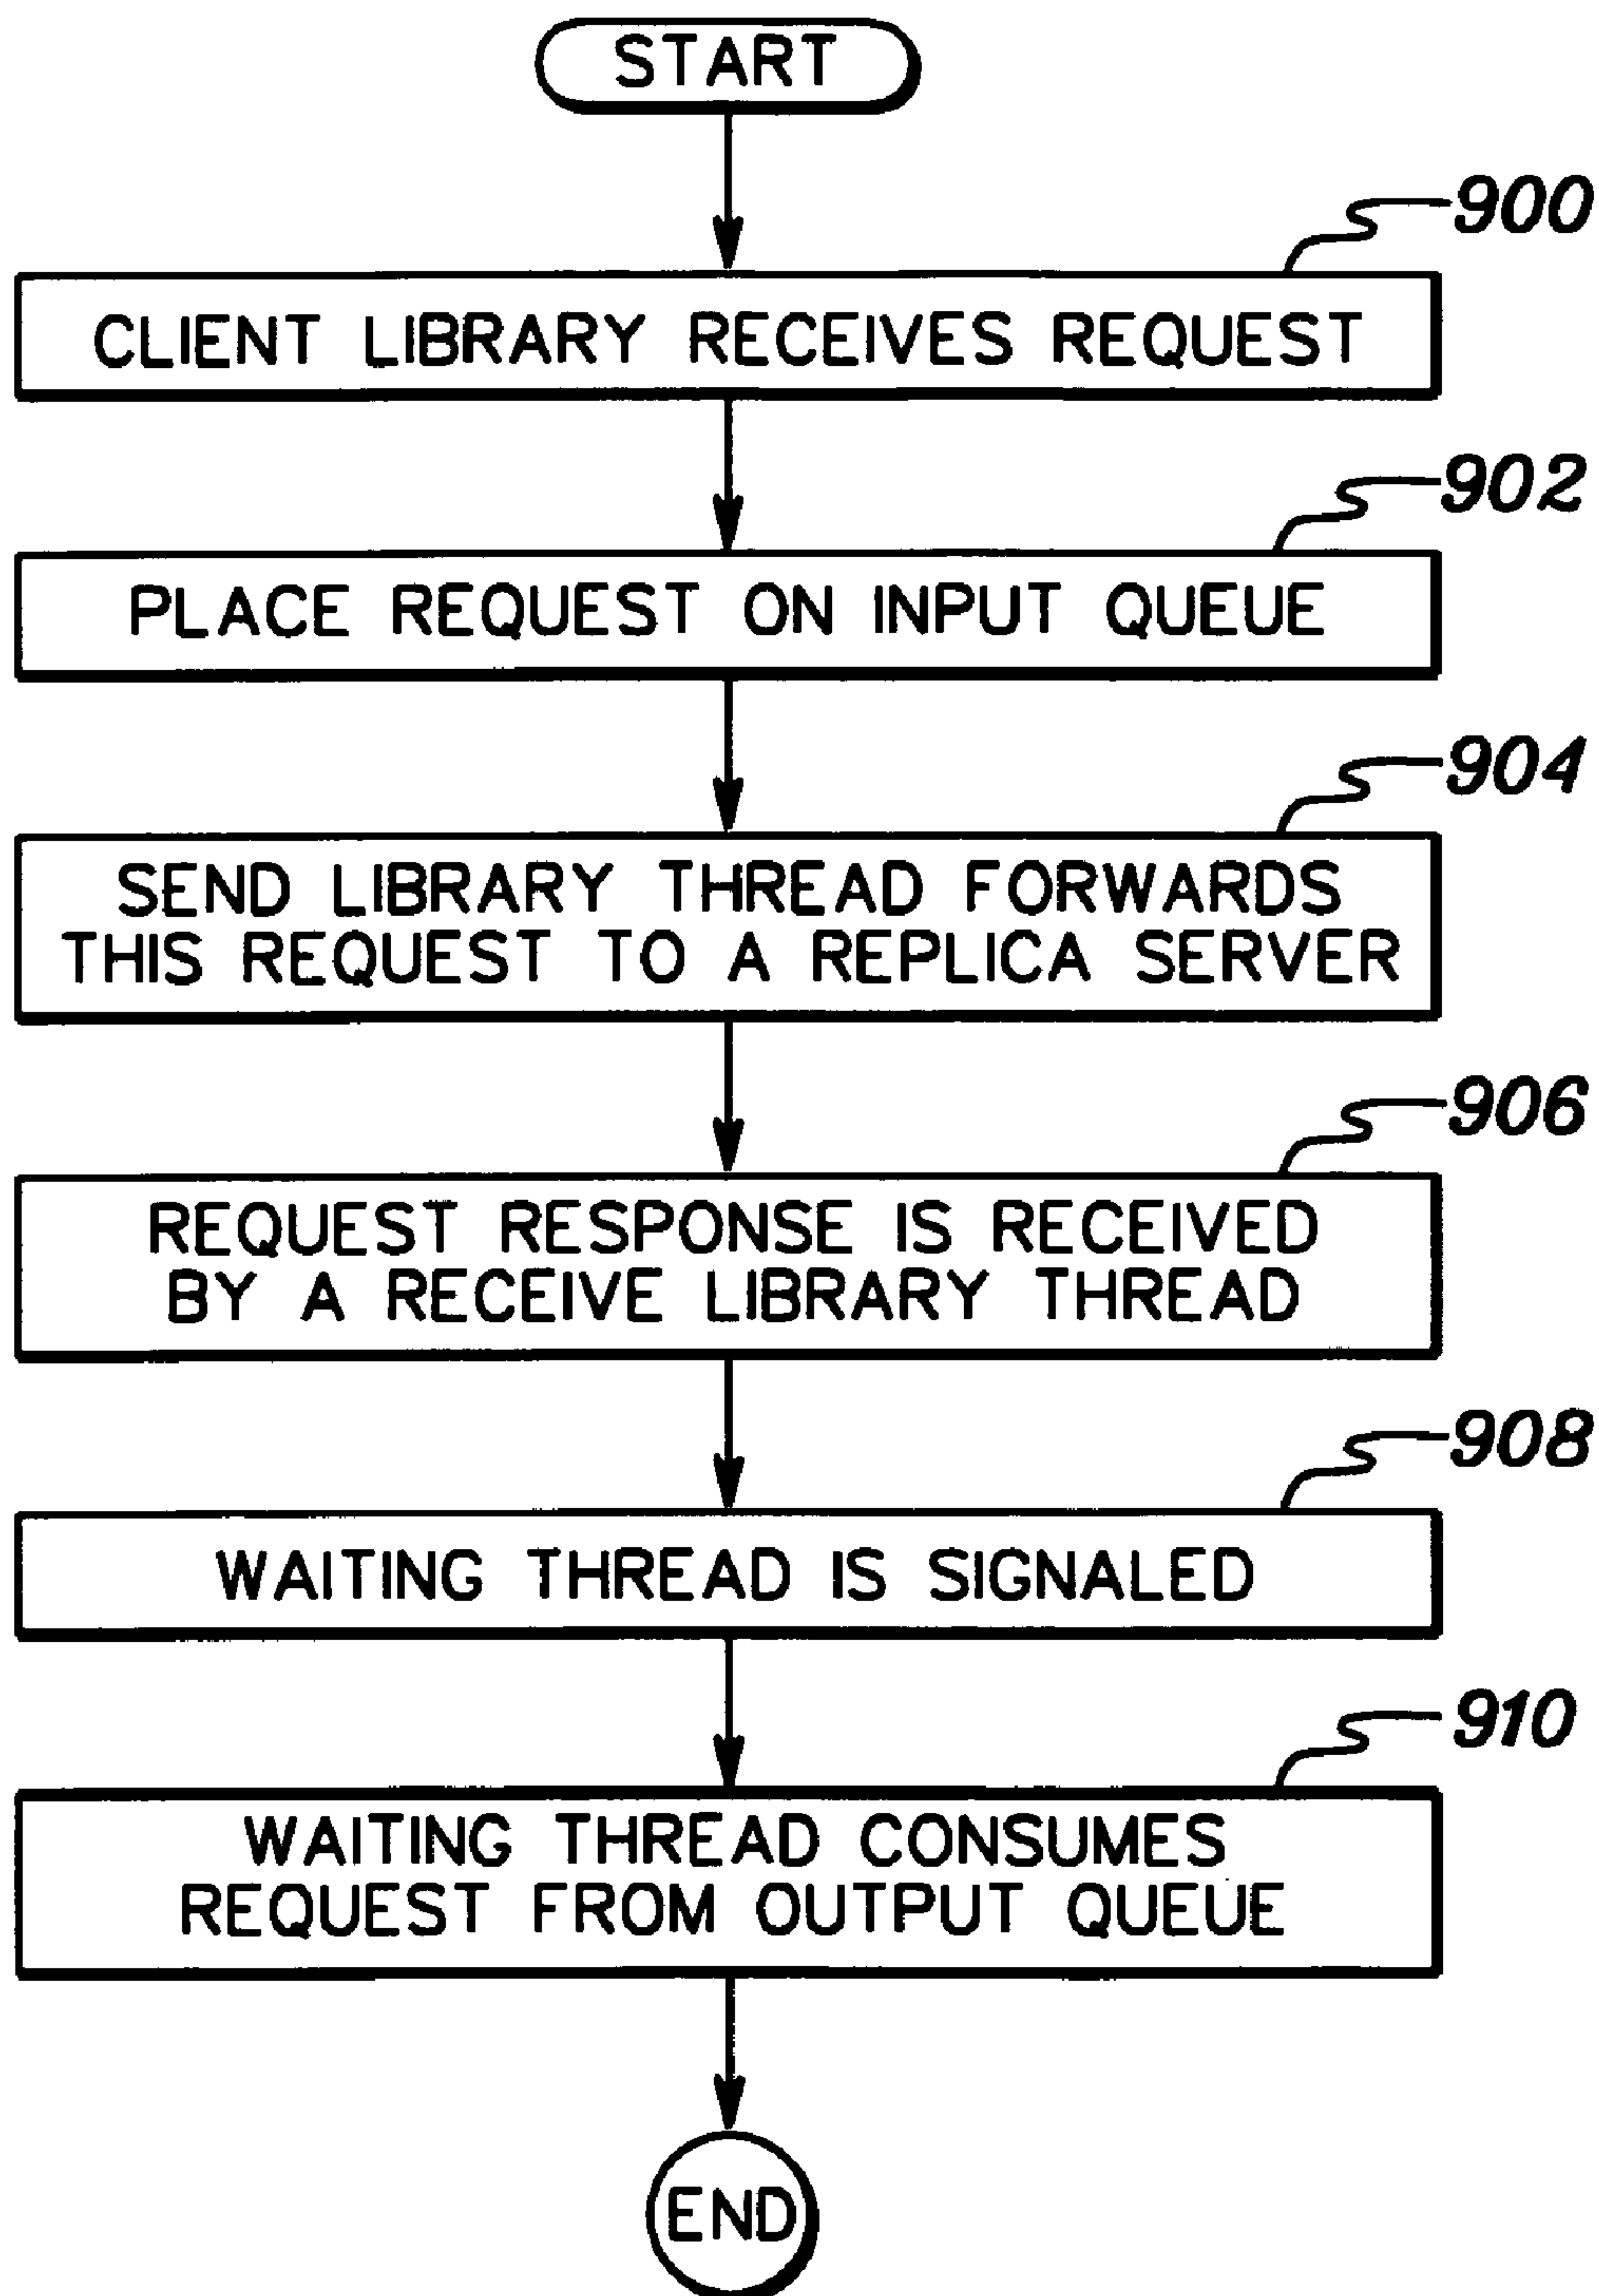 START
900
CLIENT LIBRARY RECEIVES REQUEST
902
PLACE REQUEST ON INPUT QUEUE
904
SEND LIBRARY THREAD FORWARDS
THIS REQUEST TO A REPLICA SERVER
906
REQUEST RESPONSE IS RECEIVED
BY A RECEIVE LIBRARY THREAD
908
WAITING THREAD IS SIGNALED
910
WAITING THREAD CONSUMES
REQUEST FROM OUTPUT QUEUE
END